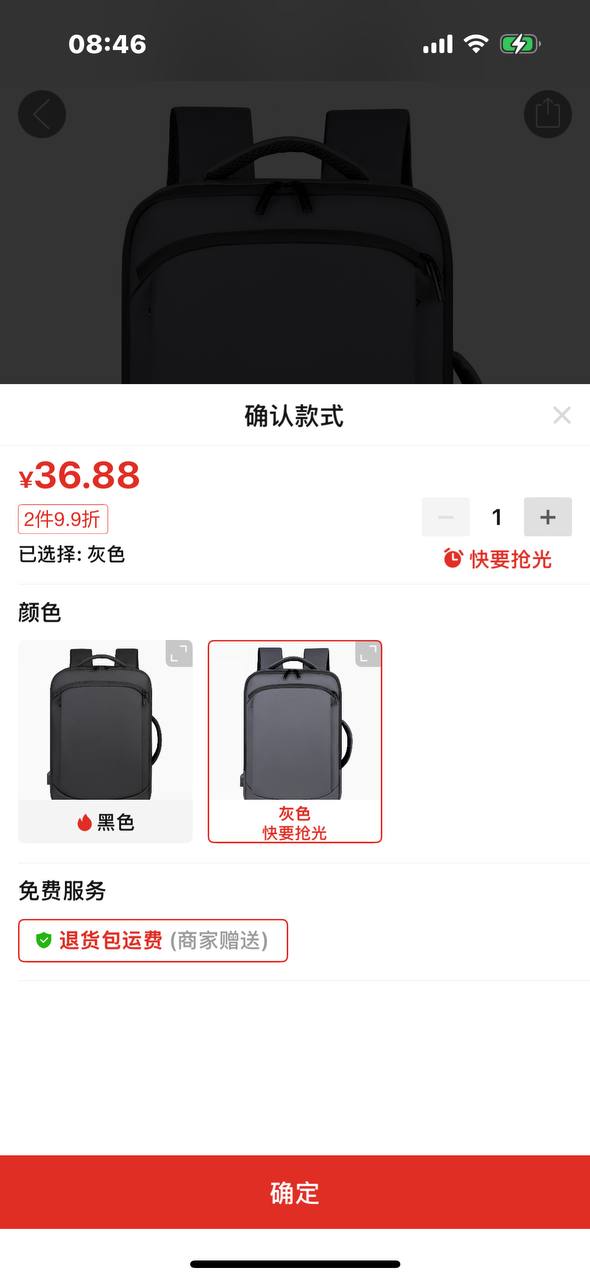 08:46
确认款式
¥36.88
2件9.9折
1
已选择: 灰色
快要抢光
颜色
黑色
灰色
快要抢光
免费服务
退货包运费 (商家赠送)
确定